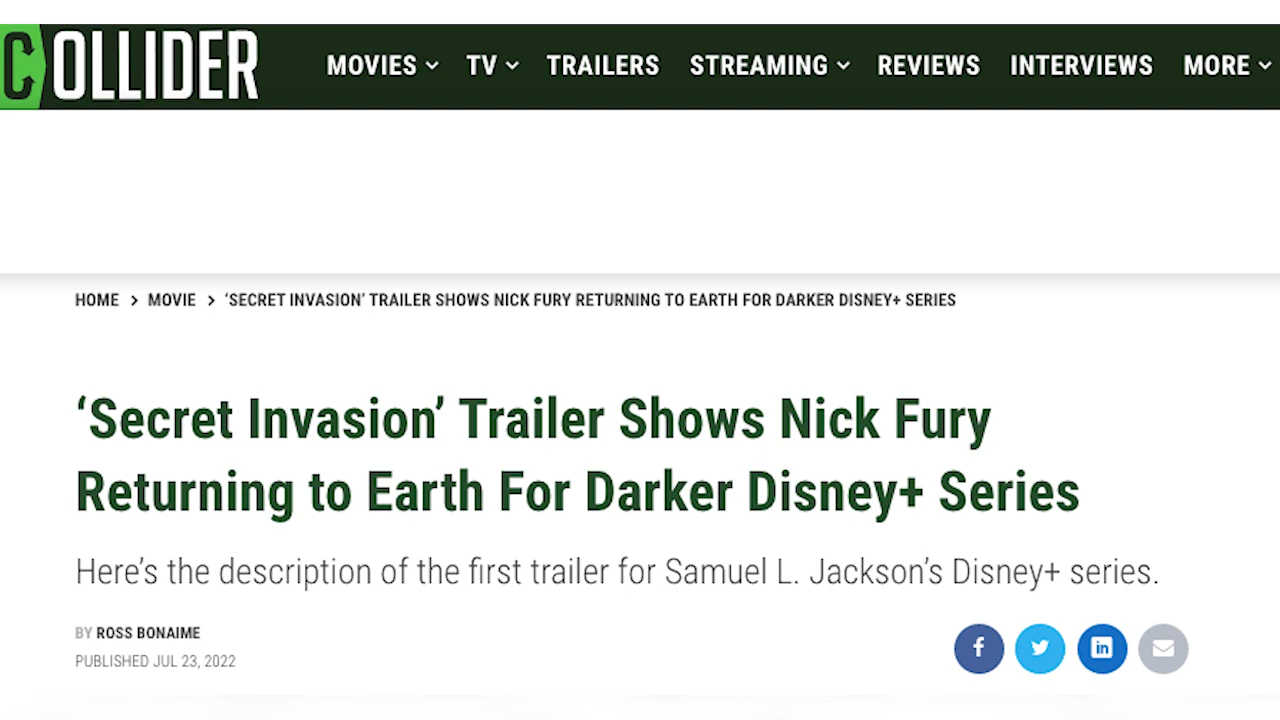 COLLIDER MOVIES TV TRAILERS STREAMING REVIEWS INTERVIEWS MORE
HOME > MOVIE > ‘SECRET INVASION’ TRAILER SHOWS NICK FURY RETURNING TO EARTH FOR DARKER DISNEY+ SERIES
‘Secret Invasion’ Trailer Shows Nick Fury
Returning to Earth For Darker Disney+ Series
Here’s the description of the first trailer for Samuel L. Jackson’s Disney+ series.
BY ROSS BONAIME
PUBLISHED JUL 23, 2022